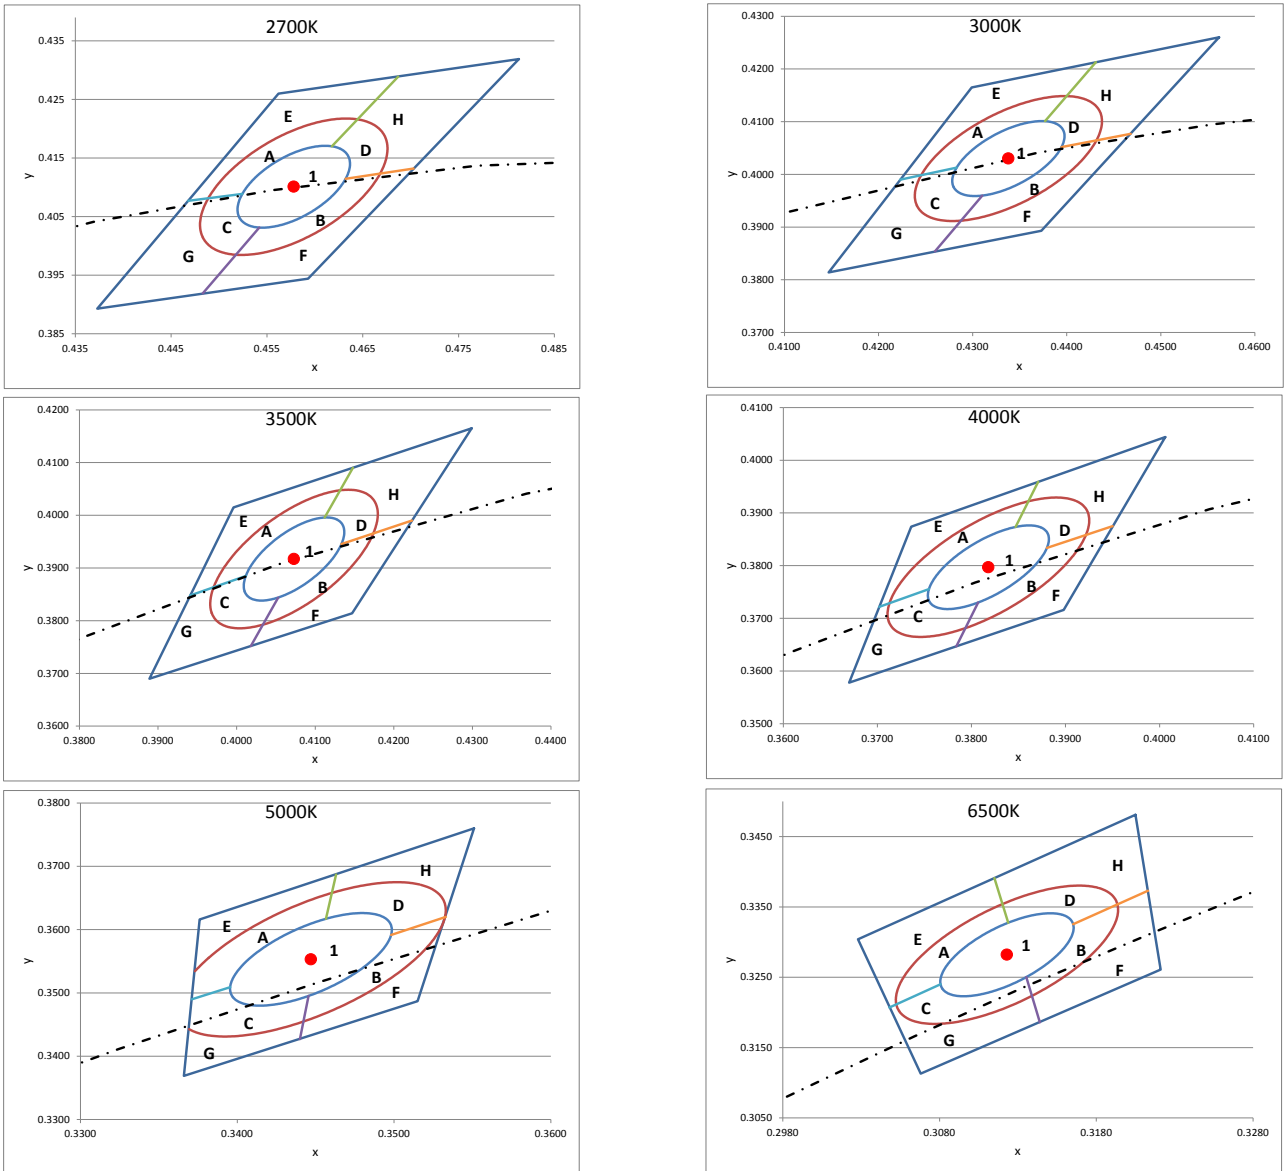 2700K
0.435
0.425
0.415
0.405
0.395
0.385
y
E
H
A
D
1
C
B
G
F
0.435 0.445 0.455 0.465 0.475 0.485
x
3000K
0.4300
0.4200
0.4100
0.4000
0.3900
0.3800
0.3700
y
E
H
A
D
1
B
C
F
G
0.4100 0.4200 0.4300 0.4400 0.4500 0.4600
x
3500K
0.4200
0.4100
0.4000
0.3900
0.3800
0.3700
0.3600
y
H
E
A
D
1
B
C
F
G
0.3800 0.3900 0.4000 0.4100 0.4200 0.4300 0.4400
x
4000K
0.4100
0.4000
0.3900
0.3800
0.3700
0.3600
0.3500
y
H
E
A
D
1
B
F
C
G
0.3600 0.3700 0.3800 0.3900 0.4000 0.4100
x
5000K
0.3800
0.3700
0.3600
0.3500
0.3400
0.3300
y
H
D
E
A
1
B
F
C
G
0.3300 0.3400 0.3500 0.3600
x
6500K
0.3450
0.3350
0.3250
0.3150
0.3050
y
H
D
E
1
A
B
F
C
G
0.2980 0.3080 0.3180 0.3280
x